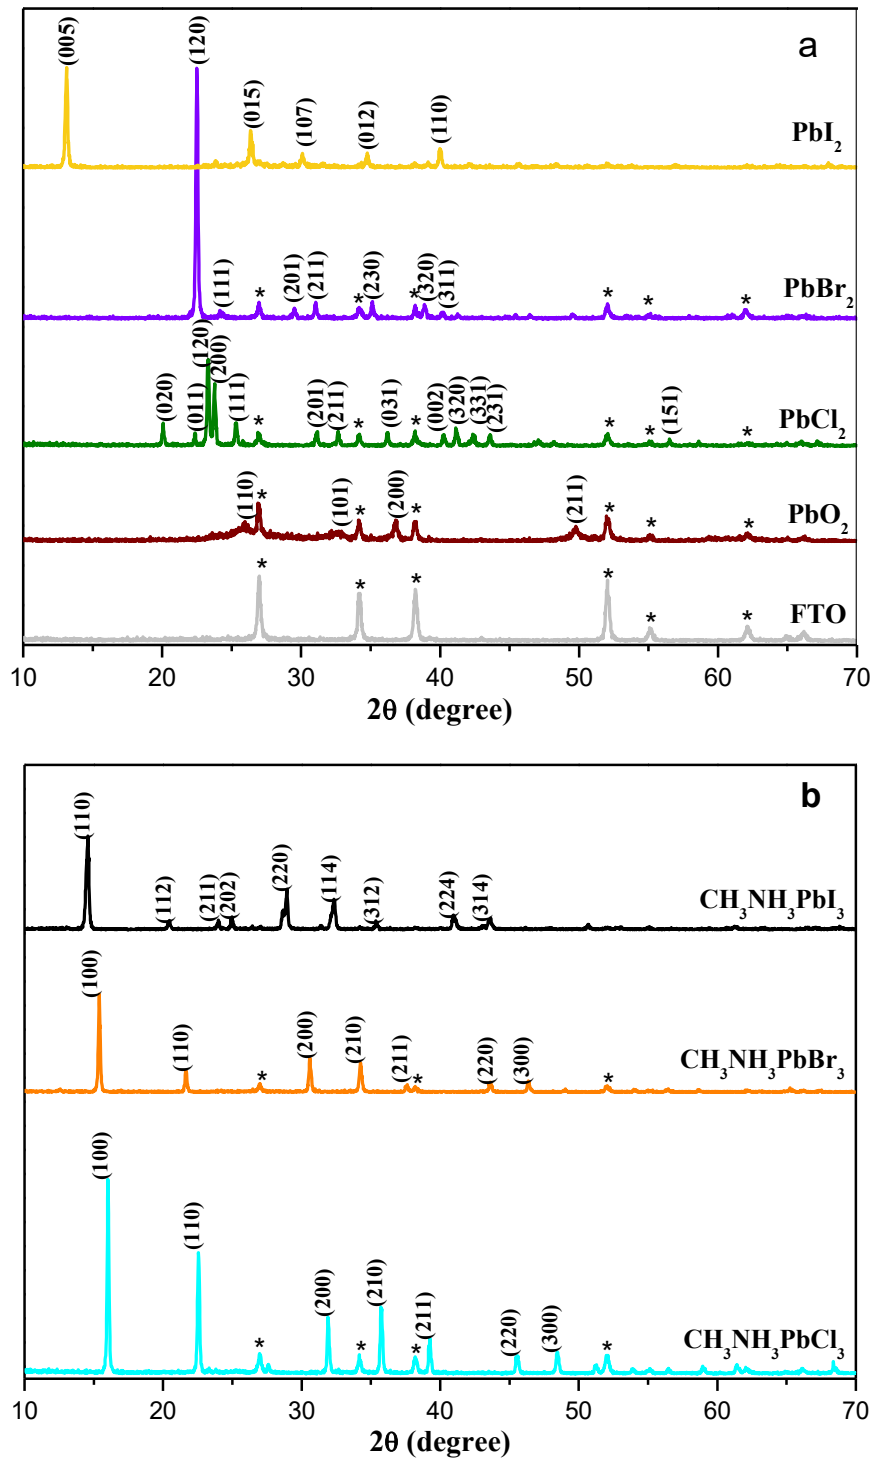 a
(005) (015) (107) (012) (110) PbI₂
(120) (111) * (201) (211) * (230) * (320) (311) * * * PbBr₂
(020) (011) (120) (200) (111) * (201) (211) * (031) * (002) (320) (331) (231) * * (151) * PbCl₂
(110) * (101) * (200) * (211) * * * PbO₂
* * * * * * FTO
10 20 30 40 50 60 70
2θ (degree)
b
(110) (112) (211) (202) (220) (114) (312) (224) (314) CH₃NH₃PbI₃
(100) (110) * (200) (210) (211) * (220) (300) * CH₃NH₃PbBr₃
(100) (110) * (200) * (210) * (211) (220) (300) * CH₃NH₃PbCl₃
10 20 30 40 50 60 70
2θ (degree)